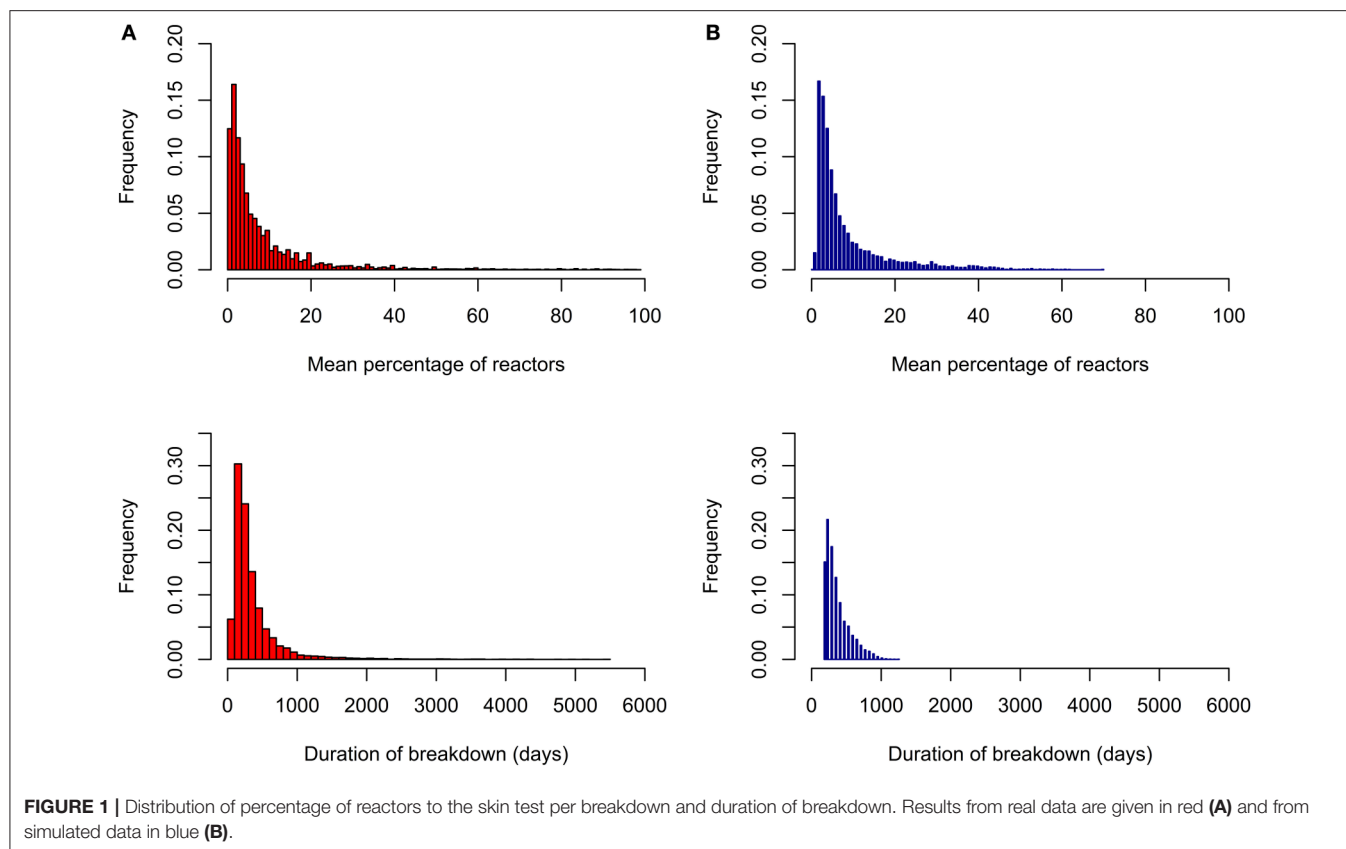 A
B
0.20
0.15
0.10
0.05
0.00
Frequency
0 20 40 60 80 100
Mean percentage of reactors
0.20
0.15
0.10
0.05
0.00
Frequency
0 20 40 60 80 100
Mean percentage of reactors
0.30
0.20
0.10
0.00
Frequency
0 1000 2000 3000 4000 5000 6000
Duration of breakdown (days)
0.30
0.20
0.10
0.00
Frequency
0 1000 2000 3000 4000 5000 6000
Duration of breakdown (days)
FIGURE 1 | Distribution of percentage of reactors to the skin test per breakdown and duration of breakdown. Results from real data are given in red (A) and from
simulated data in blue (B).